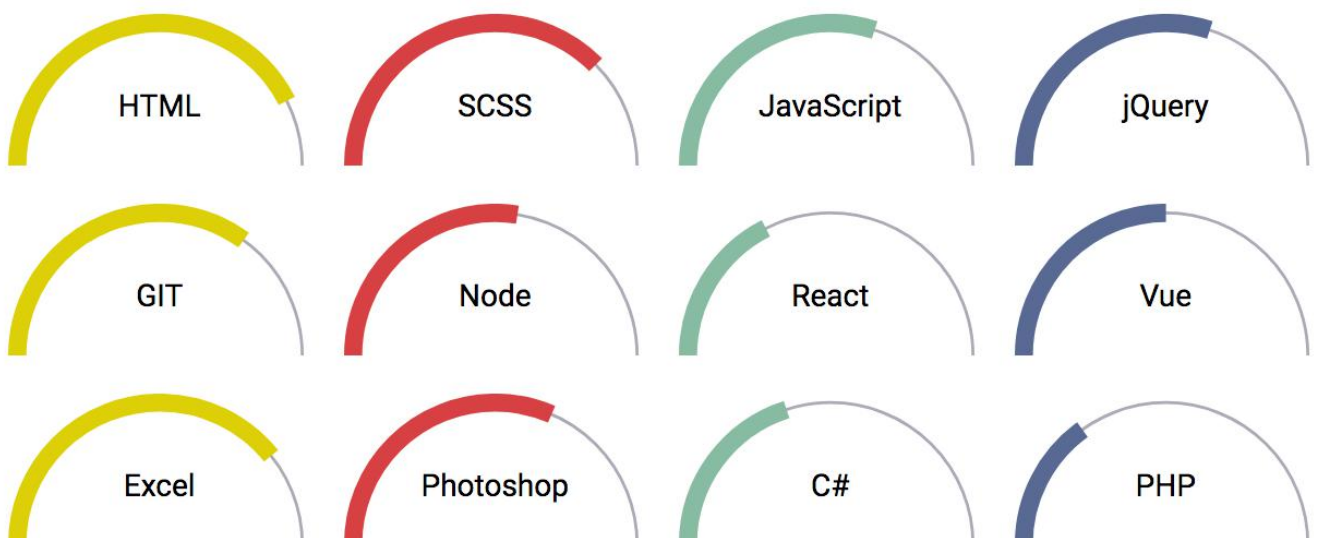 HTML
SCSS
JavaScript
jQuery
GIT
Node
React
Vue
Excel
Photoshop
C#
PHP